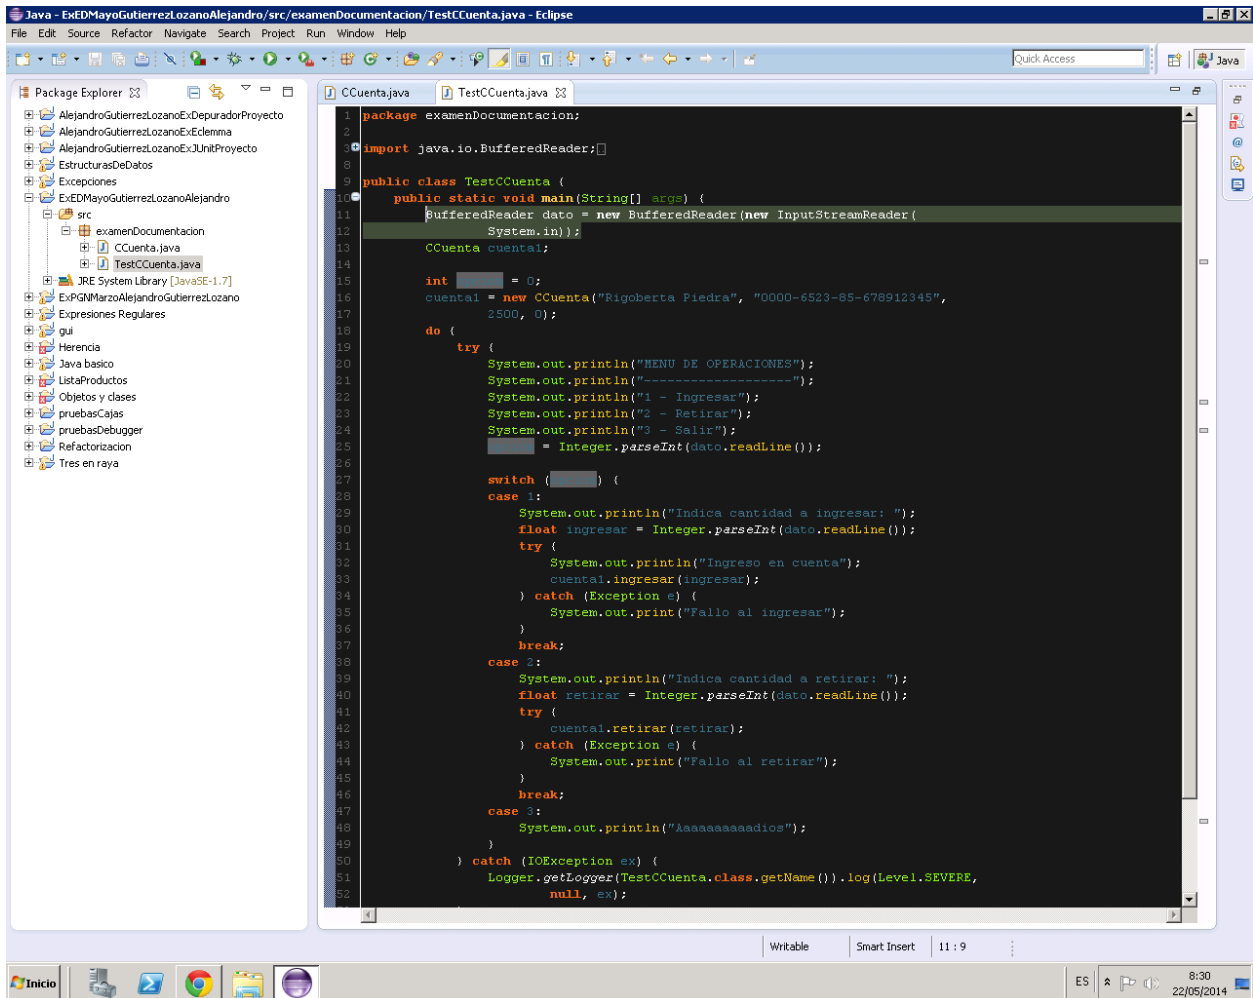 Java - ExEDMayoGutierrezLozanoAlejandro/src/examenDocumentacion/TestCCuenta.java - Eclipse
File Edit Source Refactor Navigate Search Project Run Window Help
Quick Access
Java
Package Explorer
AlejandroGutierrezLozanoExDepuradorProyecto
AlejandroGutierrezLozanoExEclemma
AlejandroGutierrezLozanoExJUnitProyecto
EstructurasDeDatos
Excepciones
ExEDMayoGutierrezLozanoAlejandro
src
examenDocumentacion
CCuenta.java
TestCCuenta.java
JRE System Library [JavaSE-1.7]
ExPGNMarzoAlejandroGutierrezLozano
Expresiones Regulares
gui
Herencia
Java basico
ListaProductos
Objetos y clases
pruebasCajas
pruebasDebugger
Refactorizacion
Tres en raya
CCuenta.java TestCCuenta.java
1 package examenDocumentacion;
2
3 import java.io.BufferedReader;
8
9 public class TestCCuenta {
10 public static void main(String[] args) {
11 BufferedReader dato = new BufferedReader(new InputStreamReader(
12 System.in));
13 CCuenta cuenta1;
14
15 int = 0;
16 cuenta1 = new CCuenta("Rigoberta Piedra", "0000-6523-85-678912345",
17 2500, 0);
18 do {
19 try {
20 System.out.println("MENU DE OPERACIONES");
21 System.out.println("-------------------");
22 System.out.println("1 - Ingresar");
23 System.out.println("2 - Retirar");
24 System.out.println("3 - Salir");
25 = Integer.parseInt(dato.readLine());
26
27 switch ( ) {
28 case 1:
29 System.out.println("Indica cantidad a ingresar: ");
30 float ingresar = Integer.parseInt(dato.readLine());
31 try {
32 System.out.println("Ingreso en cuenta");
33 cuenta1.ingresar(ingresar);
34 } catch (Exception e) {
35 System.out.print("Fallo al ingresar");
36 }
37 break;
38 case 2:
39 System.out.println("Indica cantidad a retirar: ");
40 float retirar = Integer.parseInt(dato.readLine());
41 try {
42 cuenta1.retirar(retirar);
43 } catch (Exception e) {
44 System.out.print("Fallo al retirar");
45 }
46 break;
47 case 3:
48 System.out.println("Aaaaaaaaaadios");
49 }
50 } catch (IOException ex) {
51 Logger.getLogger(TestCCuenta.class.getName()).log(Level.SEVERE,
52 null, ex);
Writable Smart Insert 11 : 9
Inicio
ES
8:30
22/05/2014